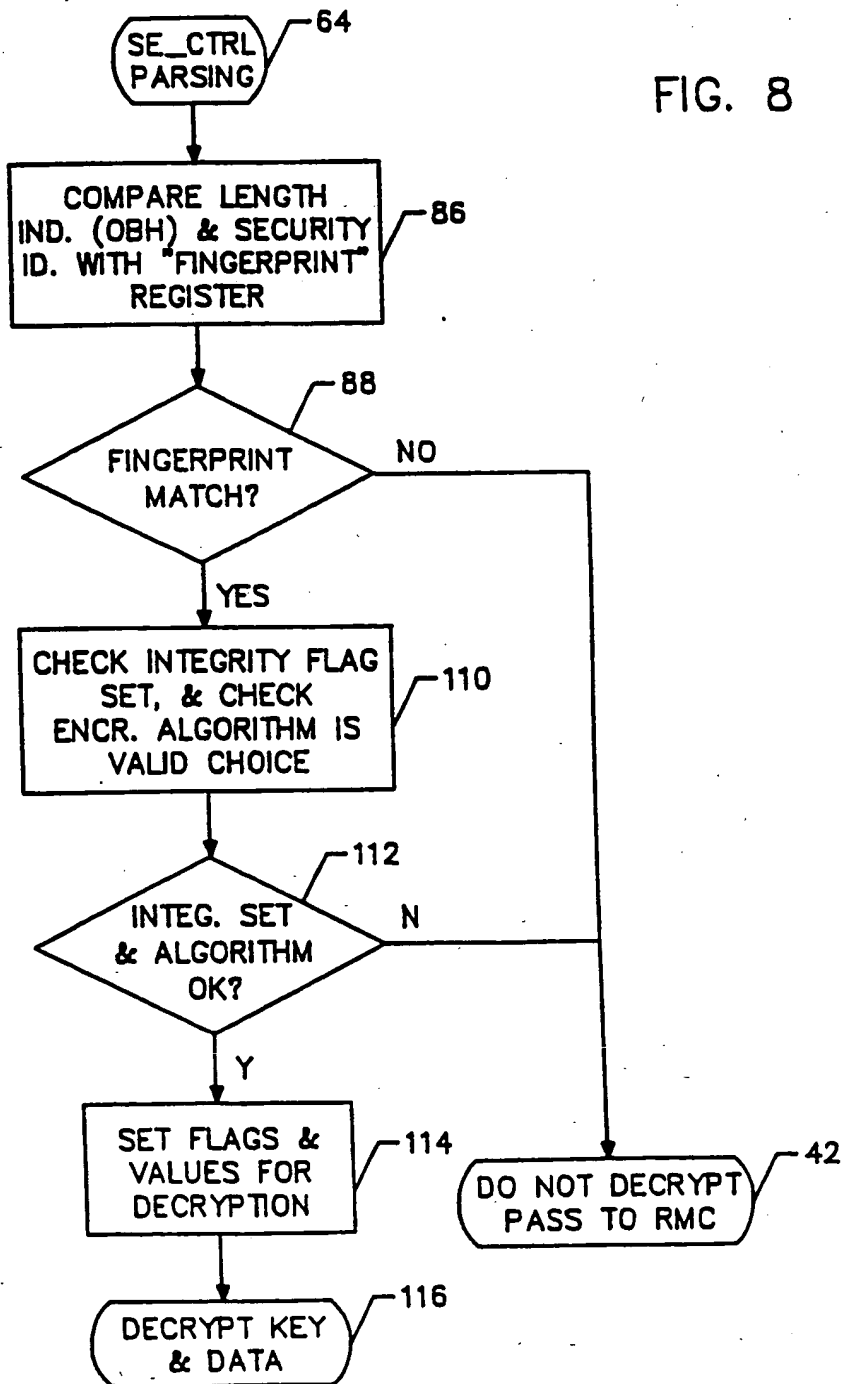 64
SE_CTRL
PARSING
FIG. 8
COMPARE LENGTH
IND. (OBH) & SECURITY
ID. WITH "FINGERPRINT"
REGISTER
86
88
FINGERPRINT
MATCH?
NO
YES
CHECK INTEGRITY FLAG
SET, & CHECK
ENCR. ALGORITHM IS
VALID CHOICE
110
112
INTEG. SET
& ALGORITHM
OK?
N
Y
SET FLAGS &
VALUES FOR
DECRYPTION
114
42
DO NOT DECRYPT
PASS TO RMC
116
DECRYPT KEY
& DATA